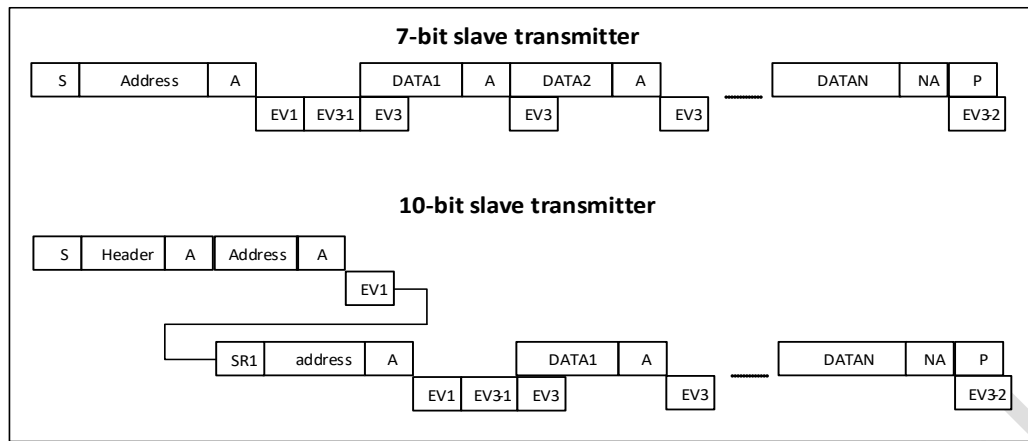 7-bit slave transmitter
S Address A DATA1 A DATA2 A DATAN NA P
EV1 EV3-1 EV3 EV3 EV3 EV3-2
10-bit slave transmitter
S Header A Address A
EV1
SR1 address A DATA1 A DATAN NA P
EV1 EV3-1 EV3 EV3 EV3-2